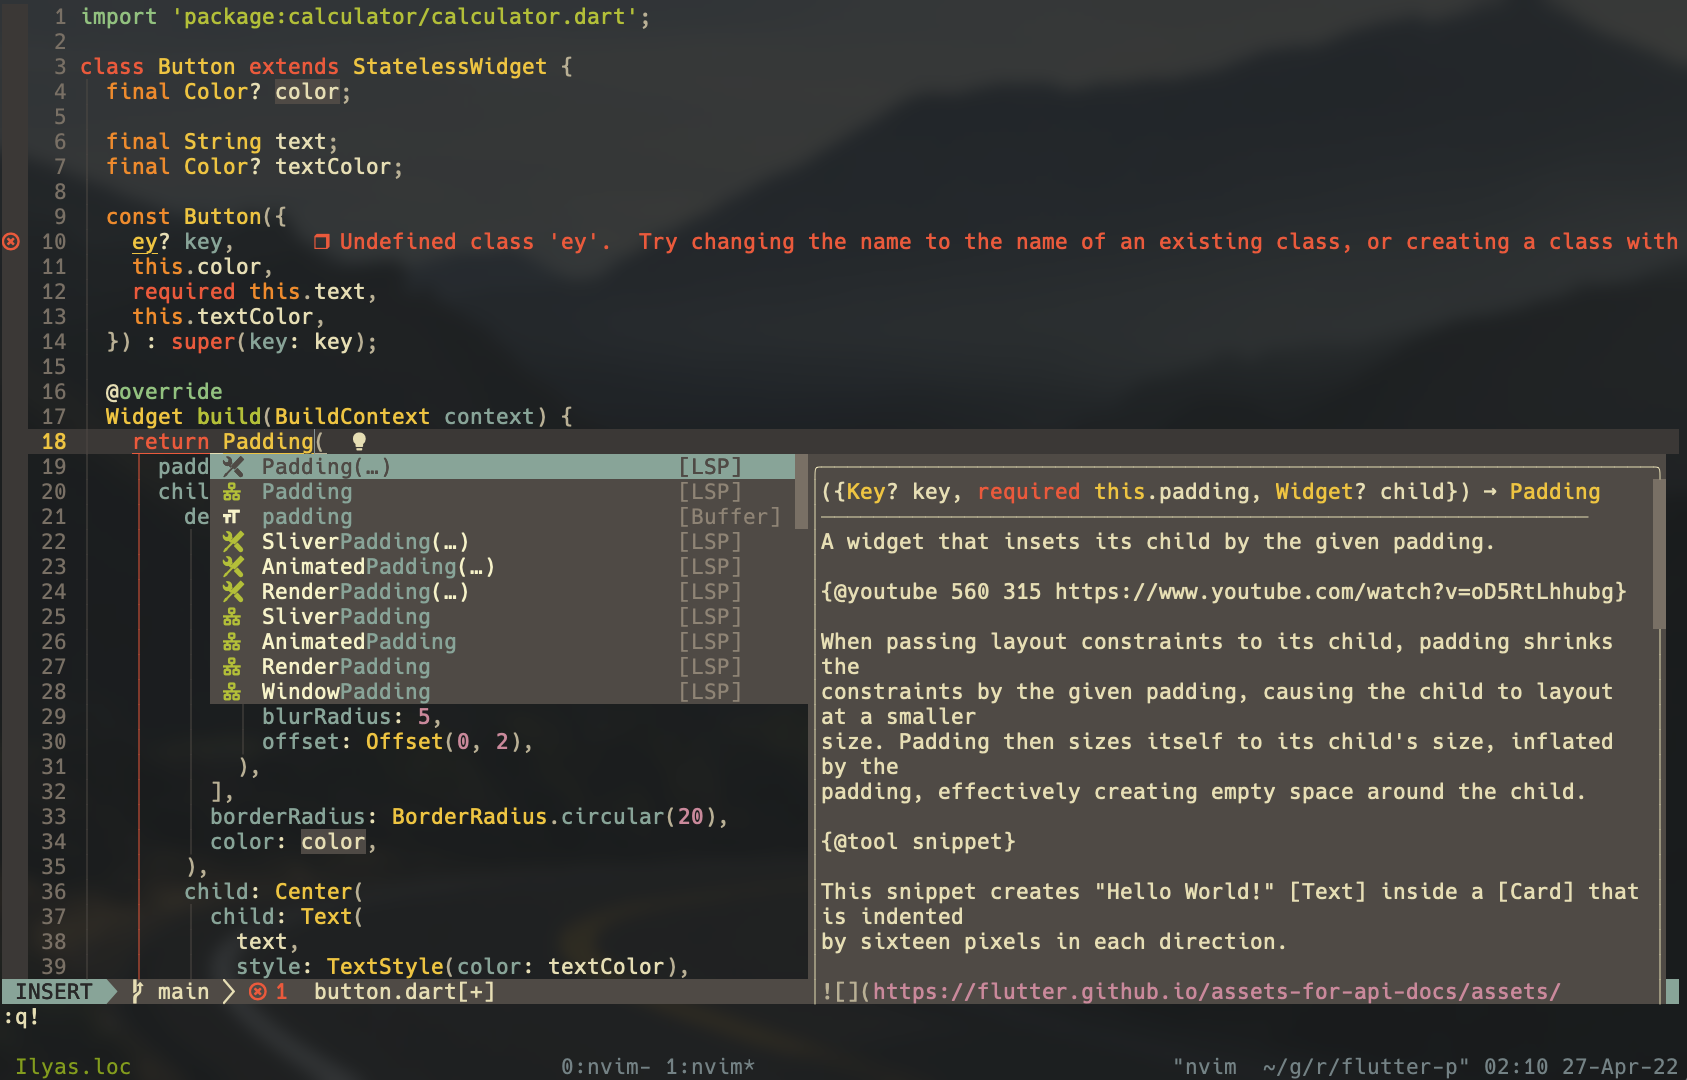 1 import 'package:calculator/calculator.dart';
2
3 class Button extends StatelessWidget {
4 final Color? color;
5
6 final String text;
7 final Color? textColor;
8
9 const Button({
10 ey? key, Undefined class 'ey'. Try changing the name to the name of an existing class, or creating a class with
11 this.color,
12 required this.text,
13 this.textColor,
14 }) : super(key: key);
15
16 @override
17 Widget build(BuildContext context) {
18 return Padding(
19 padd Padding(…) [LSP]
20 chil Padding [LSP] ({Key? key, required this.padding, Widget? child}) → Padding
21 de padding [Buffer]
22 SliverPadding(…) [LSP] A widget that insets its child by the given padding.
23 AnimatedPadding(…) [LSP]
24 RenderPadding(…) [LSP] {@youtube 560 315 https://www.youtube.com/watch?v=oD5RtLhhubg}
25 SliverPadding [LSP]
26 AnimatedPadding [LSP] When passing layout constraints to its child, padding shrinks
27 RenderPadding [LSP] the
28 WindowPadding [LSP] constraints by the given padding, causing the child to layout
29 blurRadius: 5, at a smaller
30 offset: Offset(0, 2), size. Padding then sizes itself to its child's size, inflated
31 ), by the
32 ], padding, effectively creating empty space around the child.
33 borderRadius: BorderRadius.circular(20),
34 color: color, {@tool snippet}
35 ),
36 child: Center( This snippet creates "Hello World!" [Text] inside a [Card] that
37 child: Text( is indented
38 text, by sixteen pixels in each direction.
39 style: TextStyle(color: textColor),
INSERT main 1 button.dart[+] ![](https://flutter.github.io/assets-for-api-docs/assets/
:q!
Ilyas.loc 0:nvim- 1:nvim* "nvim ~/g/r/flutter-p" 02:10 27-Apr-22